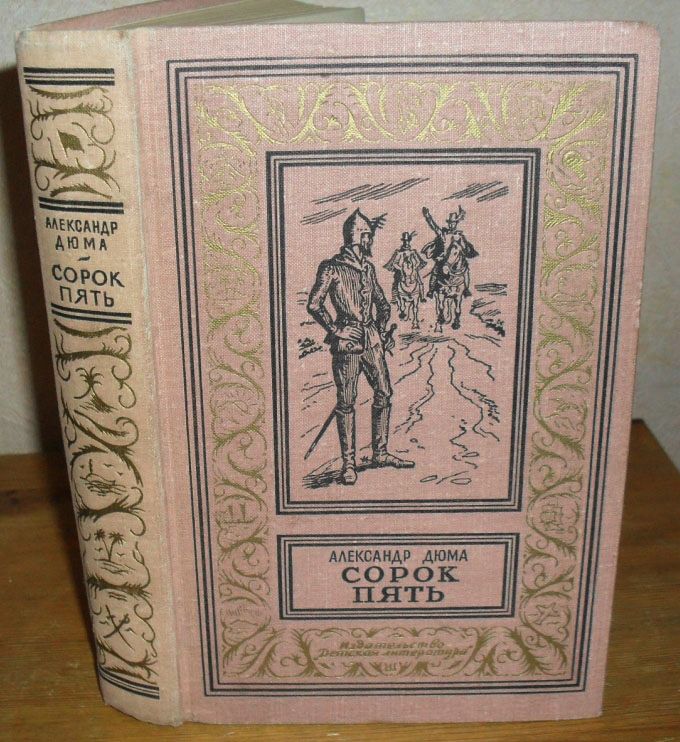 АЛЕКСАНДР
ДЮМА
СОРОК
ПЯТЬ
АЛЕКСАНДР ДЮМА
СОРОК
ПЯТЬ
Издательство
"Детская литература"